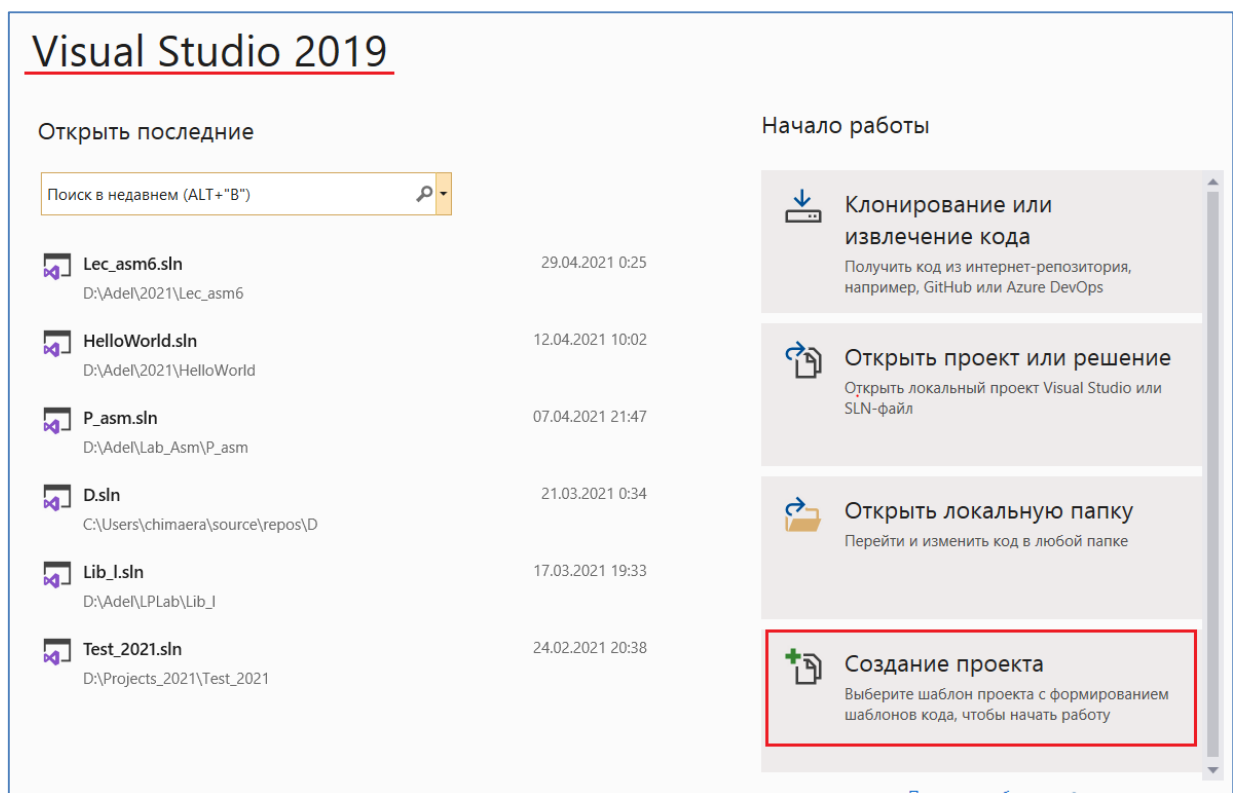 Visual Studio 2019
Открыть последние
Поиск в недавнем (ALT+"В")
Lec_asm6.sln 29.04.2021 0:25
D:\Adel\2021\Lec_asm6
HelloWorld.sln 12.04.2021 10:02
D:\Adel\2021\HelloWorld
P_asm.sln 07.04.2021 21:47
D:\Adel\Lab_Asm\P_asm
D.sln 21.03.2021 0:34
C:\Users\chimaera\source\repos\D
Lib_l.sln 17.03.2021 19:33
D:\Adel\LPLab\Lib_l
Test_2021.sln 24.02.2021 20:38
D:\Projects_2021\Test_2021
Начало работы
Клонирование или
извлечение кода
Получить код из интернет-репозитория,
например, GitHub или Azure DevOps
Открыть проект или решение
Открыть локальный проект Visual Studio или
SLN-файл
Открыть локальную папку
Перейти и изменить код в любой папке
Создание проекта
Выберите шаблон проекта с формированием
шаблонов кода, чтобы начать работу